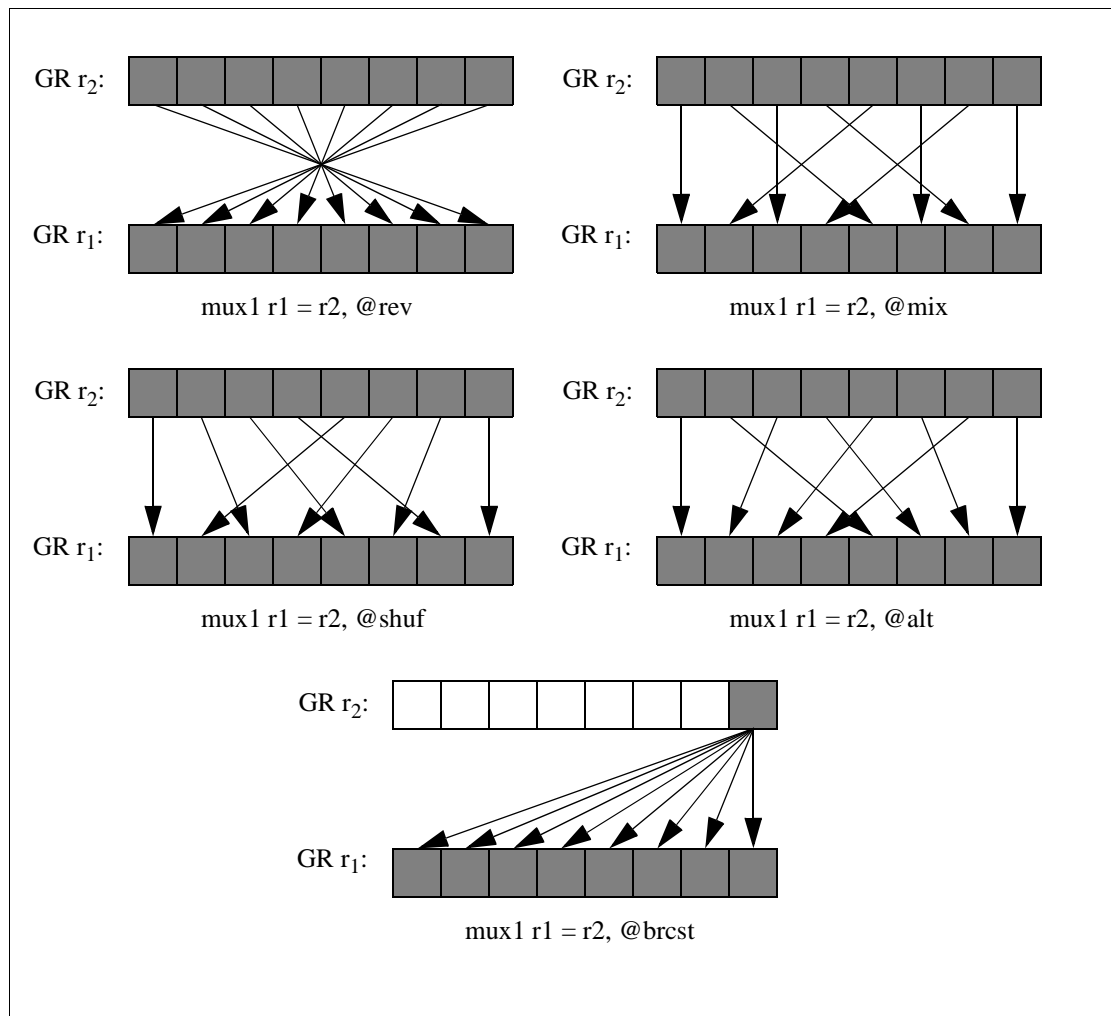 GR r2:
GR r2:
GR r1:
GR r1:
mux1 r1 = r2, @rev
mux1 r1 = r2, @mix
GR r2:
GR r2:
GR r1:
GR r1:
mux1 r1 = r2, @shuf
mux1 r1 = r2, @alt
GR r2:
GR r1:
mux1 r1 = r2, @brcst